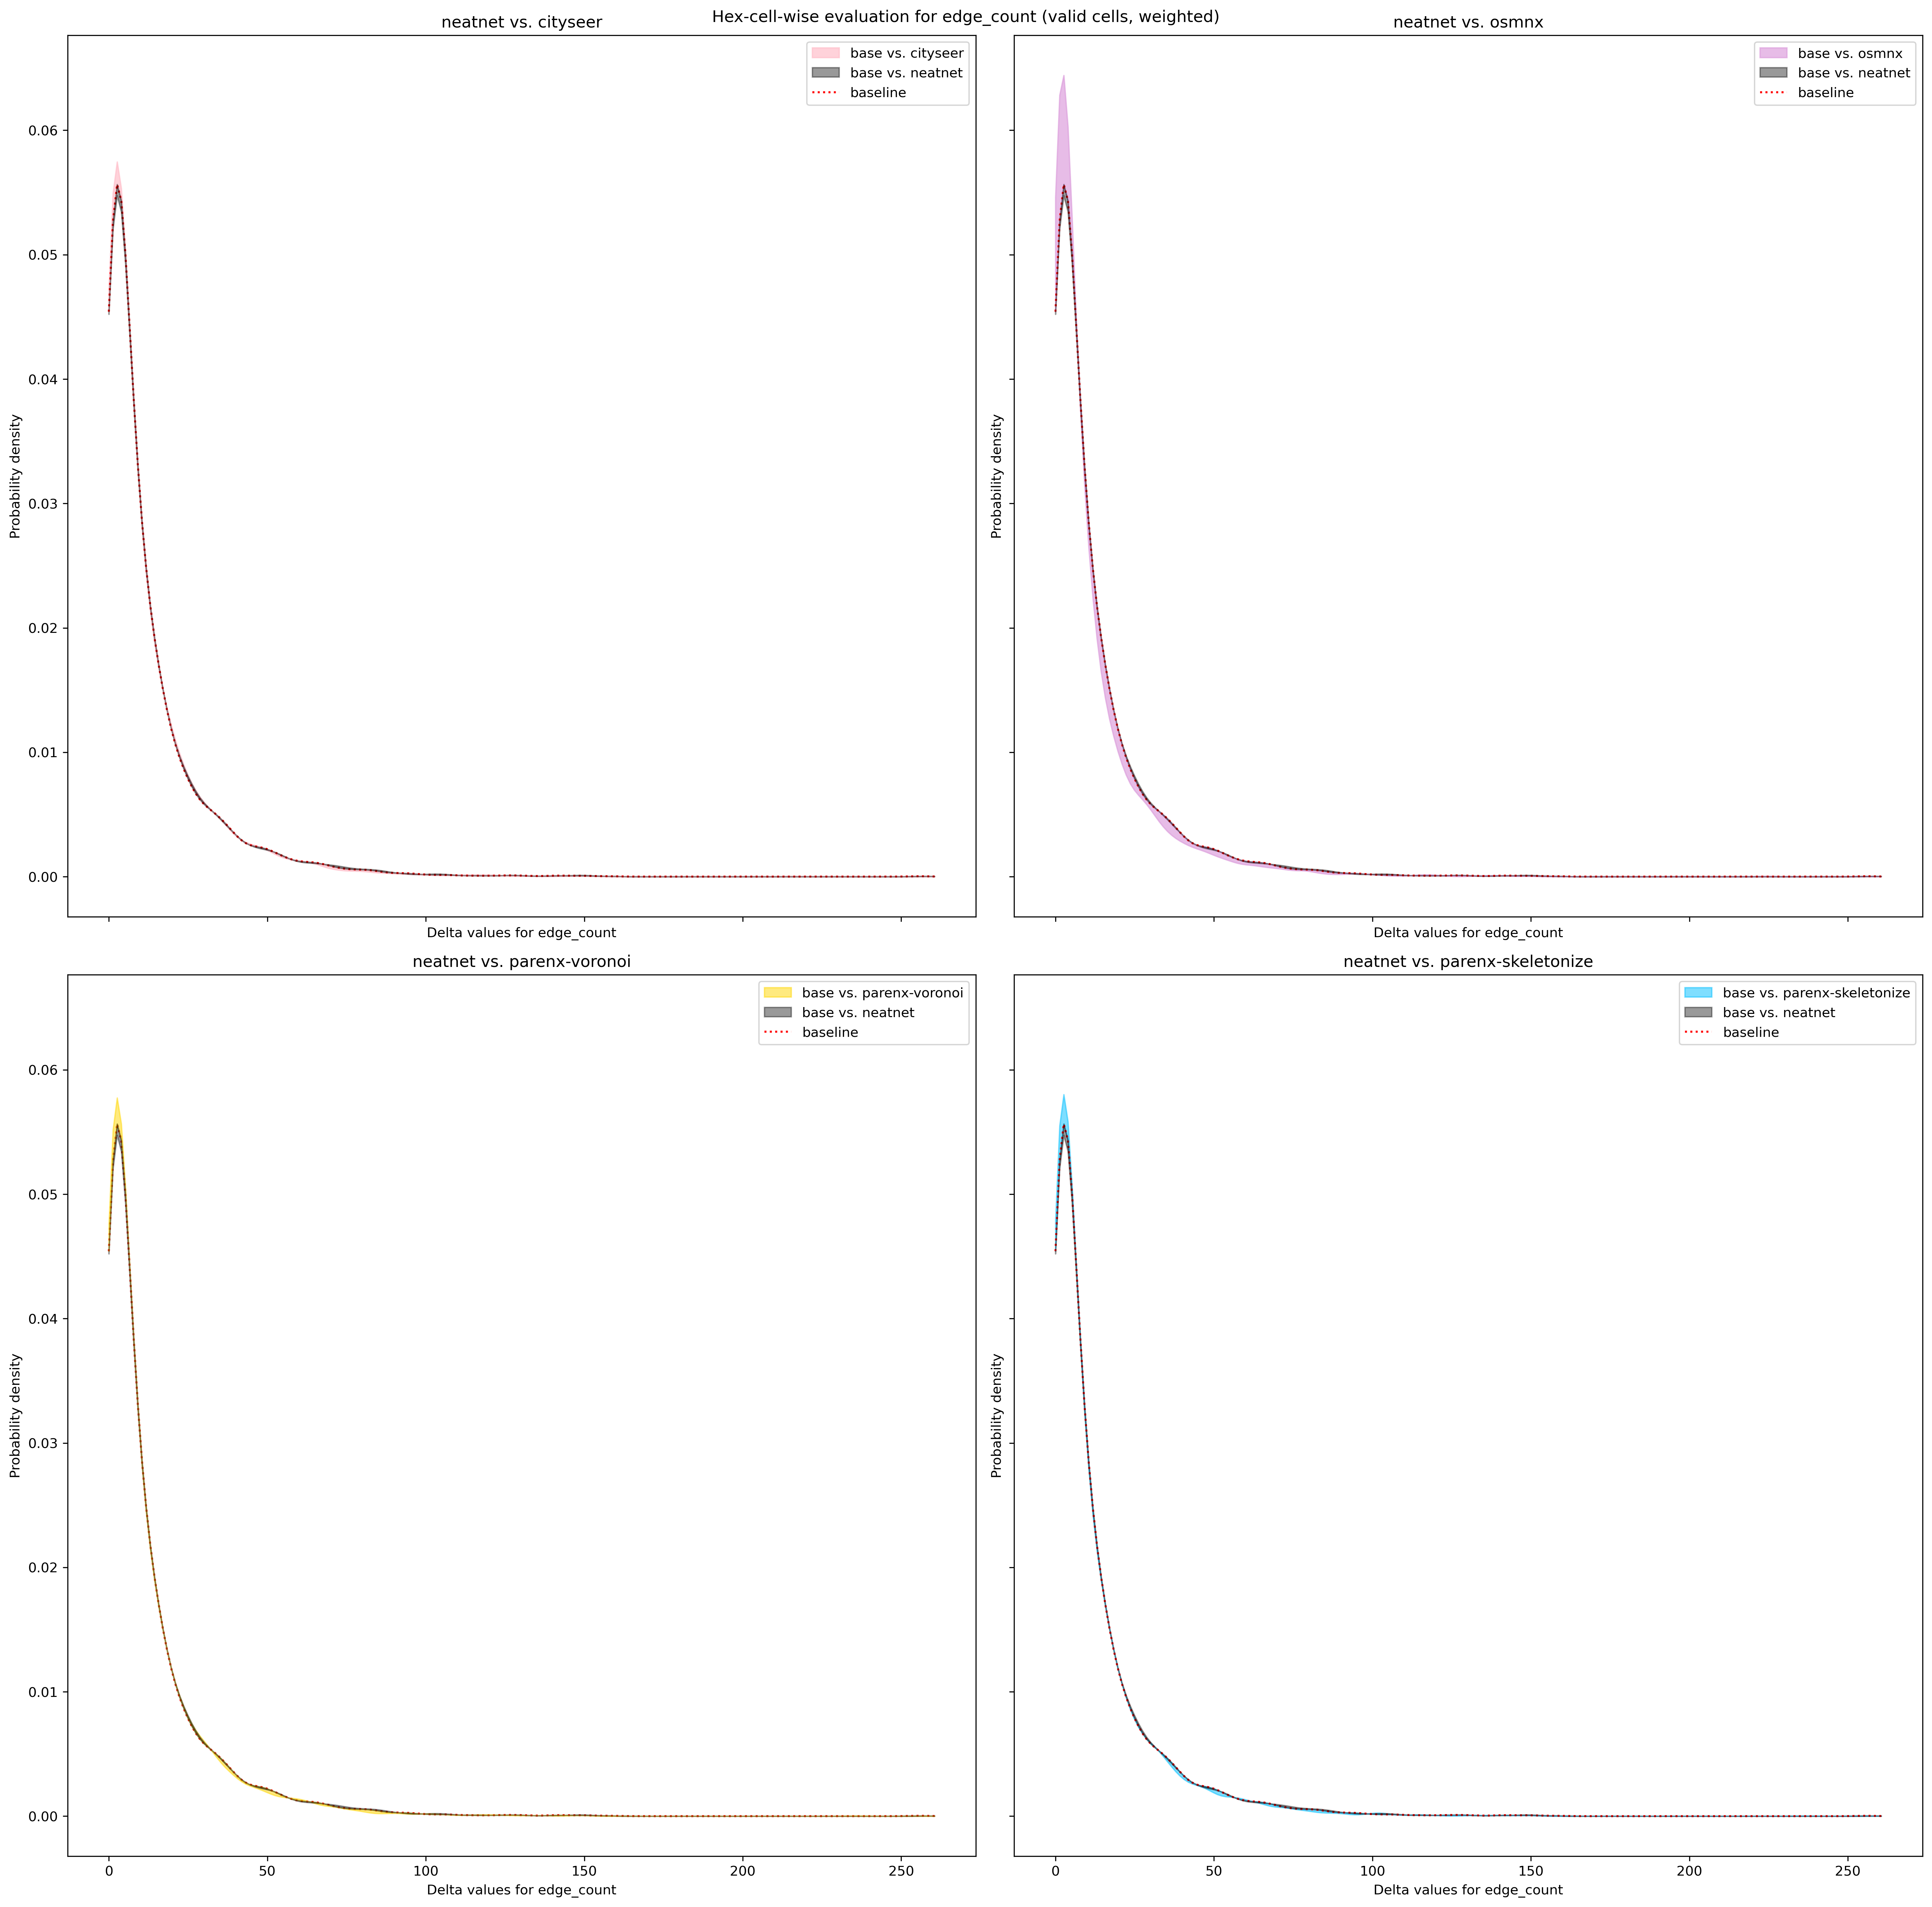 Hex-cell-wise evaluation for edge_count (valid cells, weighted)
neatnet vs. cityseer
base vs. cityseer
base vs. neatnet
baseline
Probability density
0.06
0.05
0.04
0.03
0.02
0.01
0.00
Delta values for edge_count
neatnet vs. osmnx
base vs. osmnx
base vs. neatnet
baseline
Probability density
Delta values for edge_count
neatnet vs. parenx-voronoi
base vs. parenx-voronoi
base vs. neatnet
baseline
Probability density
0.06
0.05
0.04
0.03
0.02
0.01
0.00
0 50 100 150 200 250
Delta values for edge_count
neatnet vs. parenx-skeletonize
base vs. parenx-skeletonize
base vs. neatnet
baseline
Probability density
0 50 100 150 200 250
Delta values for edge_count